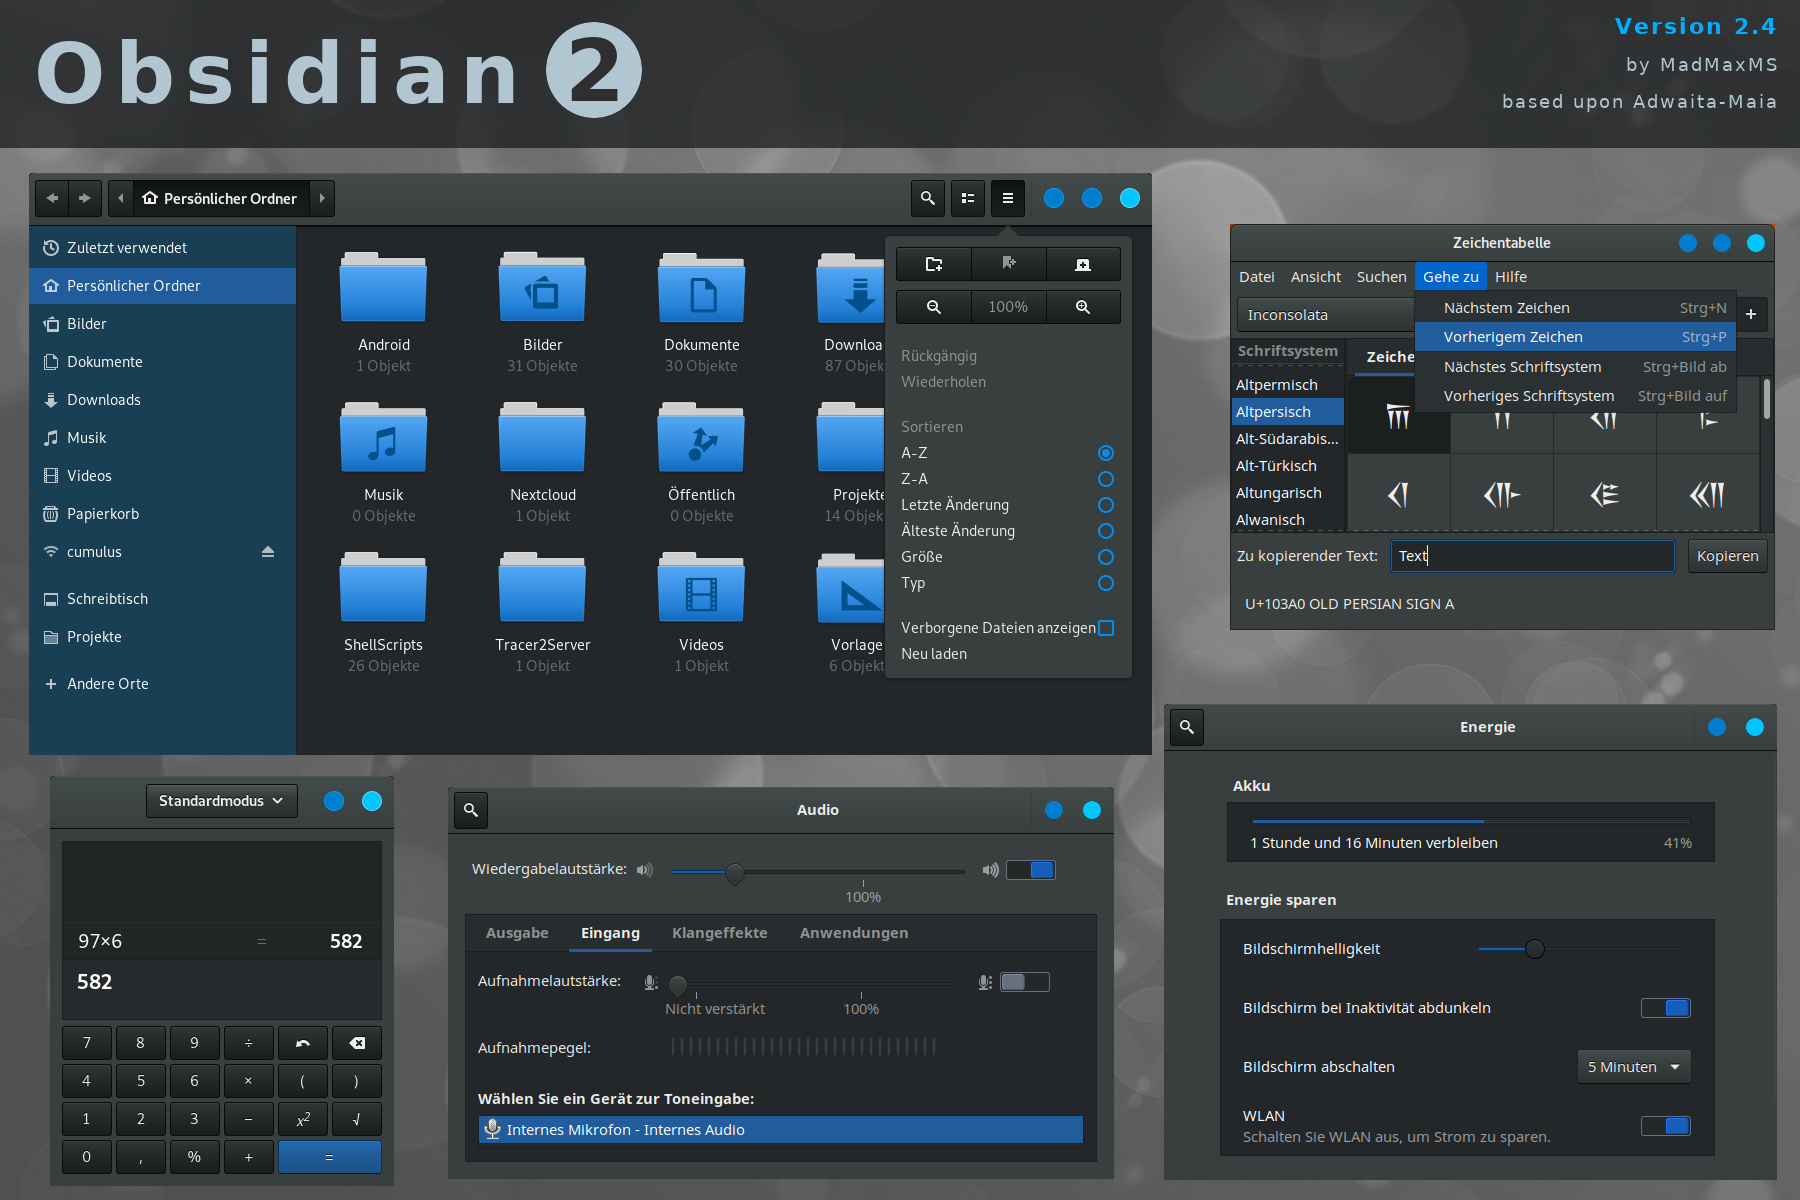 Obsidian 2
Version 2.4
by MadMaxMS
based upon Adwaita-Maia
Persönlicher Ordner
Zuletzt verwendet
Persönlicher Ordner
Bilder
Dokumente
Downloads
Musik
Videos
Papierkorb
cumulus
Schreibtisch
Projekte
Andere Orte
Android
1 Objekt
Bilder
31 Objekte
Dokumente
30 Objekte
Downloa
87 Objek
Musik
0 Objekte
Nextcloud
1 Objekt
Öffentlich
0 Objekte
Projekte
14 Objek
ShellScripts
26 Objekte
Tracer2Server
1 Objekt
Videos
1 Objekt
Vorlage
6 Objekt
100%
Rückgängig
Wiederholen
Sortieren
A-Z
Z-A
Letzte Änderung
Älteste Änderung
Größe
Typ
Verborgene Dateien anzeigen
Neu laden
Zeichentabelle
Datei Ansicht Suchen Gehe zu Hilfe
Inconsolata
+
Nächstem Zeichen Strg+N
Vorherigem Zeichen Strg+P
Nächstes Schriftsystem Strg+Bild ab
Vorheriges Schriftsystem Strg+Bild auf
Schriftsystem
Zeiche
Altpermisch
Altpersisch
Alt-Südarabis...
Alt-Türkisch
Altungarisch
Alwanisch
Zu kopierender Text: Text Kopieren
U+103A0 OLD PERSIAN SIGN A
Standardmodus
97×6 = 582
582
7 8 9 ÷
4 5 6 × ( )
1 2 3 − x² √
0 , % + =
Audio
Wiedergabelautstärke:
100%
Ausgabe Eingang Klangeffekte Anwendungen
Aufnahmelautstärke:
Nicht verstärkt 100%
Aufnahmepegel:
Wählen Sie ein Gerät zur Toneingabe:
Internes Mikrofon - Internes Audio
Energie
Akku
1 Stunde und 16 Minuten verbleiben 41%
Energie sparen
Bildschirmhelligkeit
Bildschirm bei Inaktivität abdunkeln
Bildschirm abschalten 5 Minuten
WLAN
Schalten Sie WLAN aus, um Strom zu sparen.